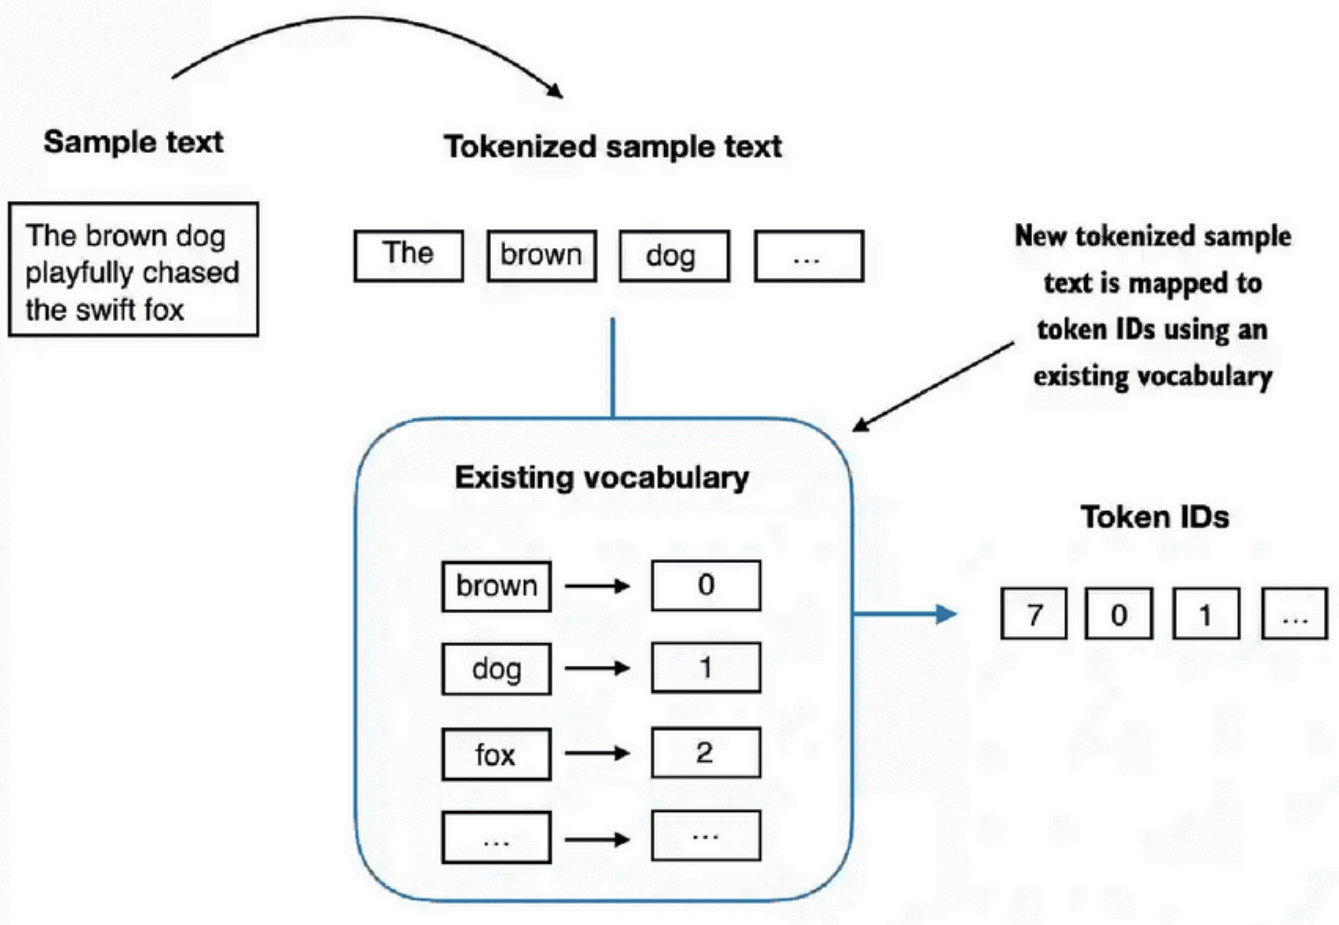 Sample text
Tokenized sample text
The brown dog
playfully chased
the swift fox
The
brown
dog
...
New tokenized sample
text is mapped to
token IDs using an
existing vocabulary
Existing vocabulary
brown
0
dog
1
fox
2
...
...
Token IDs
7
0
1
...